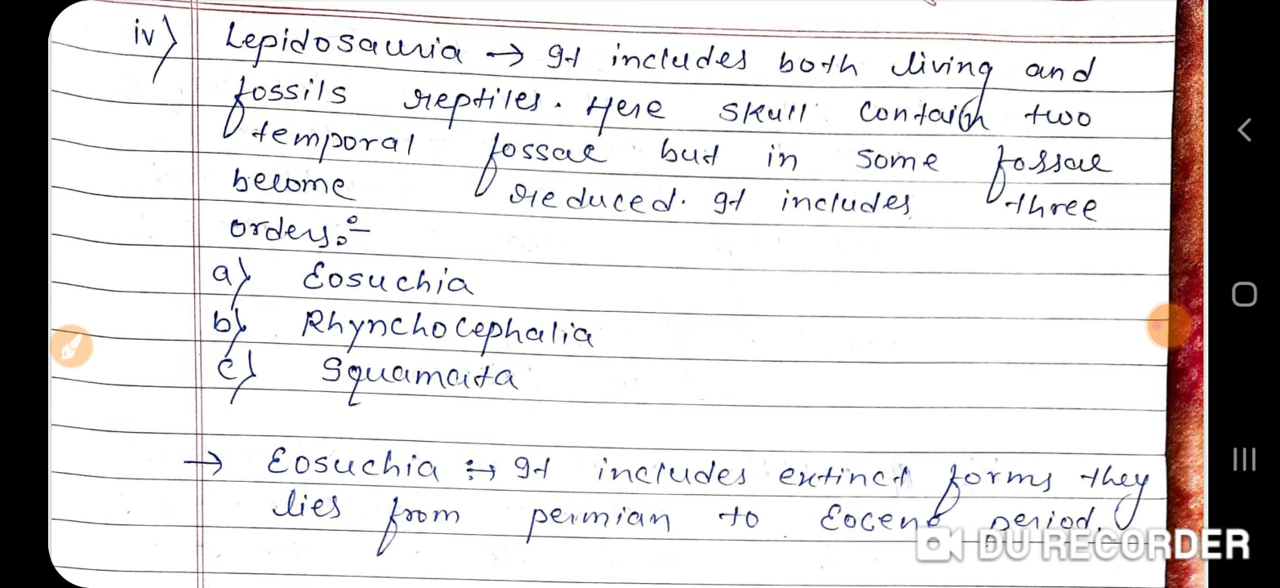 iv) Lepidosauria → It includes both living and
fossils reptiles. Here skull contain two
temporal fossae but in some fossae
become reduced. It includes three
orders:-
a) Eosuchia
b) Rhynchocephalia
c) Squamata
→ Eosuchia :→ It includes extinct forms they
lies from permian to Eocene period.
DU RECORDER